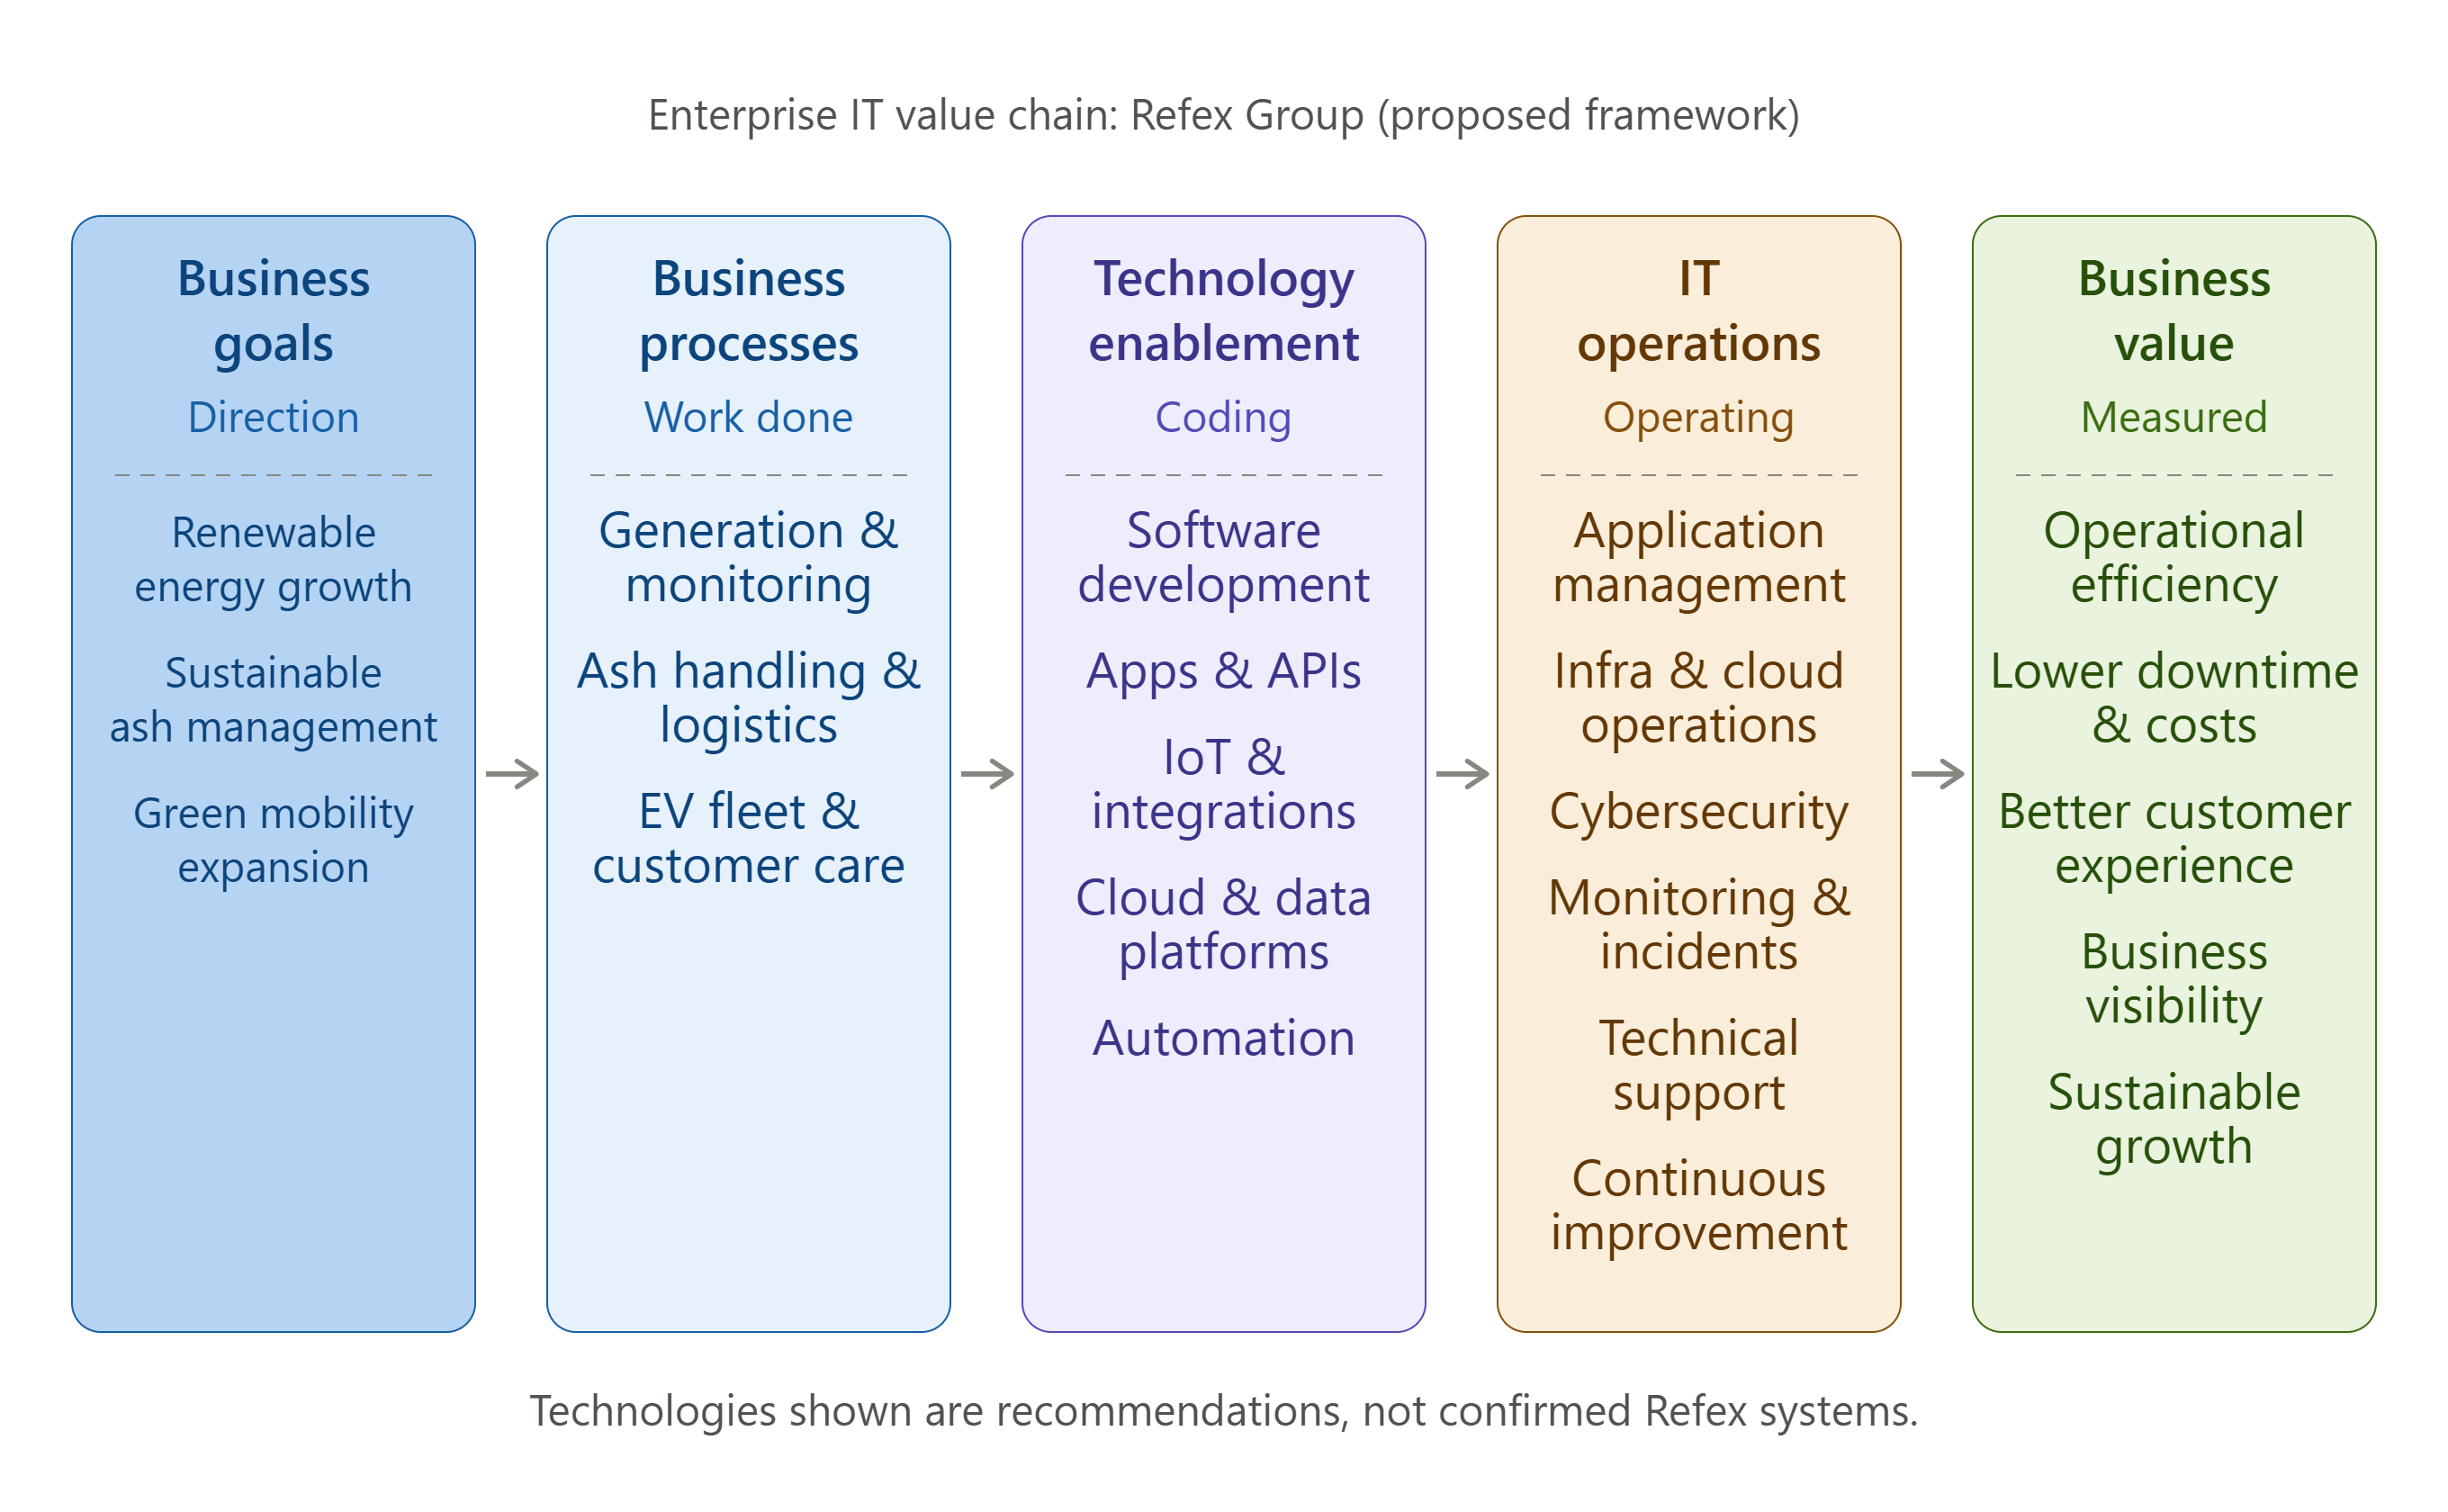 Enterprise IT value chain: Refex Group (proposed framework)
Business
goals
Direction
Renewable
energy growth
Sustainable
ash management
Green mobility
expansion
Business
processes
Work done
Generation &
monitoring
Ash handling &
logistics
EV fleet &
customer care
Technology
enablement
Coding
Software
development
Apps & APIs
IoT &
integrations
Cloud & data
platforms
Automation
IT
operations
Operating
Application
management
Infra & cloud
operations
Cybersecurity
Monitoring &
incidents
Technical
support
Continuous
improvement
Business
value
Measured
Operational
efficiency
Lower downtime
& costs
Better customer
experience
Business
visibility
Sustainable
growth
Technologies shown are recommendations, not confirmed Refex systems.